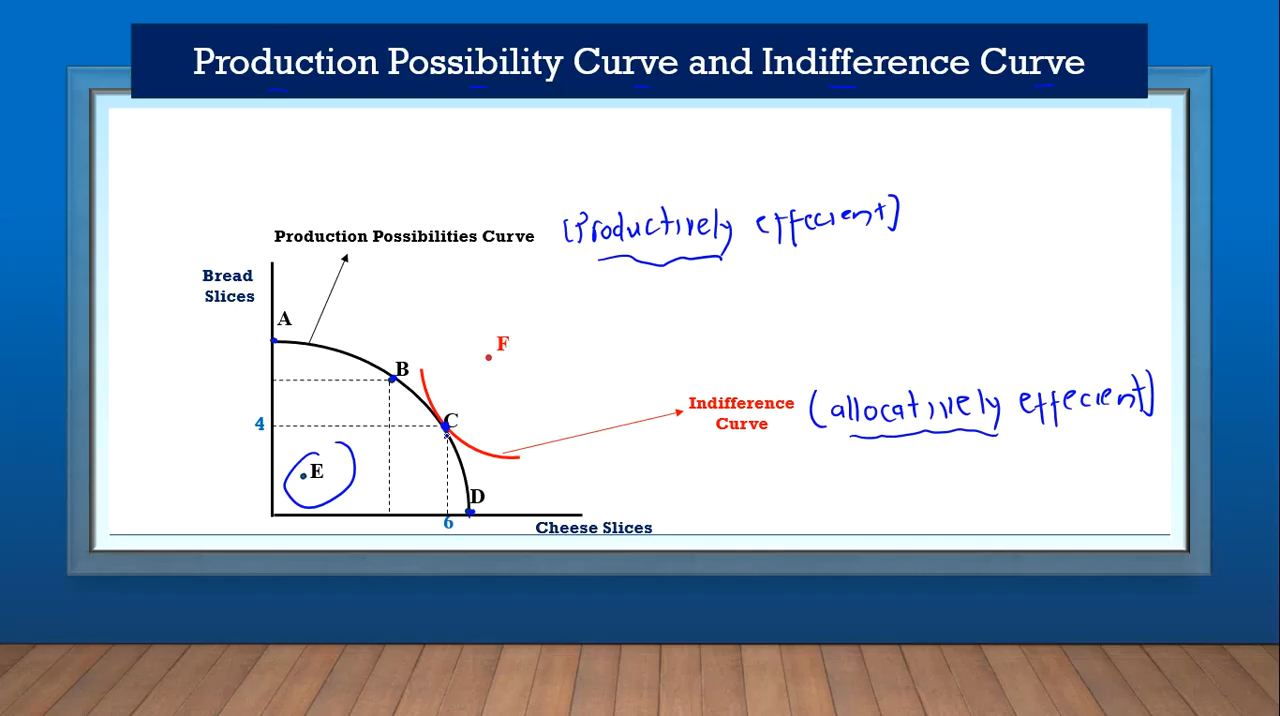 Production Possibility Curve and Indifference Curve
[Productively effecient]
Production Possibilities Curve
Bread
Slices
A
F
B
Indifference
Curve
(allocatively effecient]
C
4
E
D
6
Cheese Slices